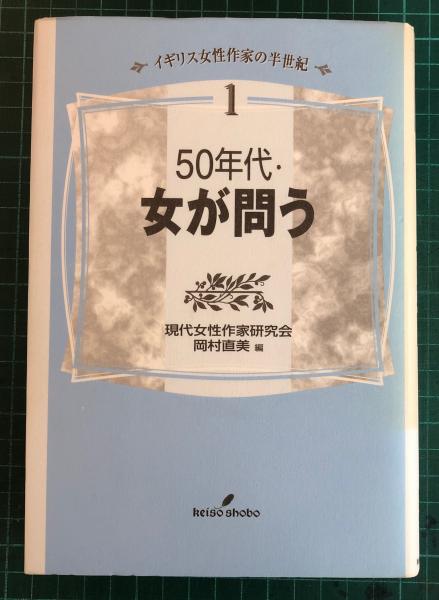 イギリス女性作家の半世紀
1
50年代・
女が問う
現代女性作家研究会
岡村直美 編
keiso shobo